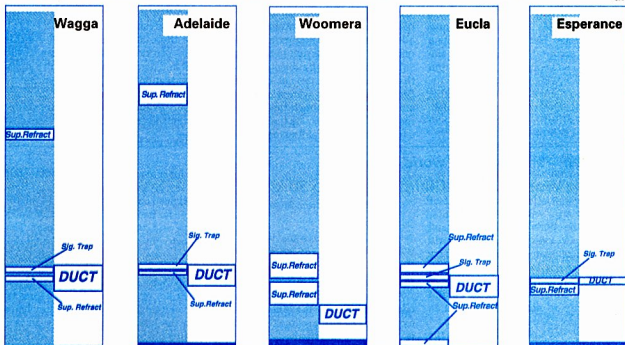 Wagga
Sup.Refract
Sig. Trap
DUCT
Sup. Refract
Adelaide
Sup. Refract
Sig. Trap
DUCT
Sup.Refract
Woomera
Sup.Refract
Sup.Refract
DUCT
Eucla
Sup.Refract
Sig. Trap
DUCT
Sup.Refract
Esperance
Sig. Trap
DUCT
Sup.Refract